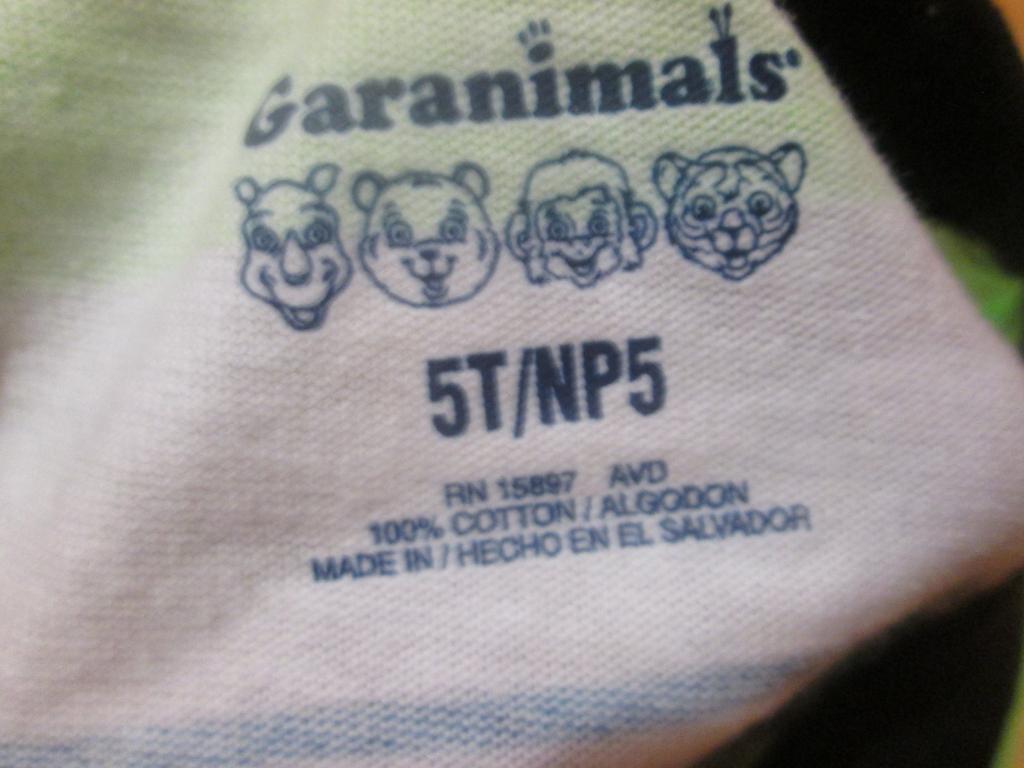 Garanimals®
5T/NP5
RN 15897 AVD
100% COTTON / ALGODON
MADE IN / HECHO EN EL SALVADOR